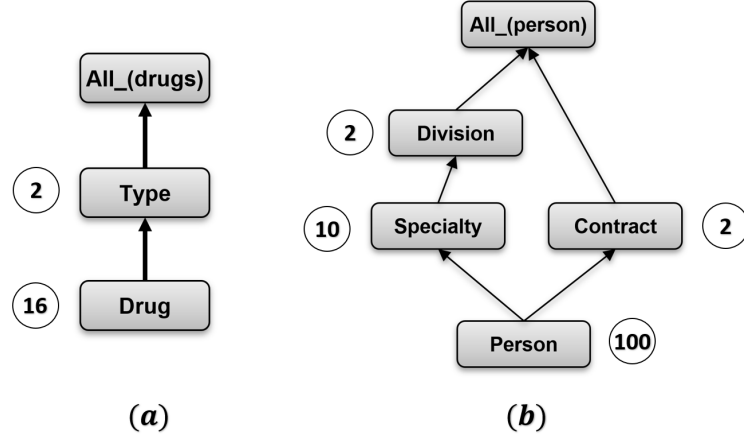 All_(drugs)
2
Type
16
Drug
(a)
All_(person)
2
Division
10
Specialty
Contract
2
Person
100
(b)